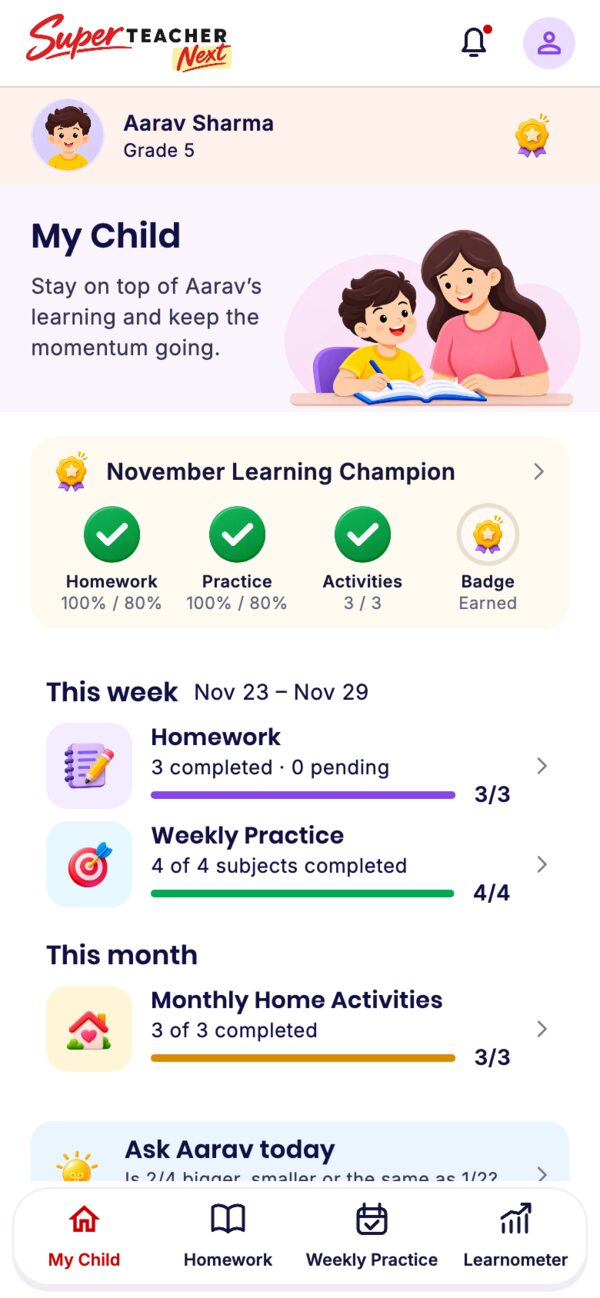 Super TEACHER
Next
Aarav Sharma
Grade 5
My Child
Stay on top of Aarav’s
learning and keep the
momentum going.
November Learning Champion
Homework
100% / 80%
Practice
100% / 80%
Activities
3 / 3
Badge
Earned
This week Nov 23 – Nov 29
Homework
3 completed · 0 pending
3/3
Weekly Practice
4 of 4 subjects completed
4/4
This month
Monthly Home Activities
3 of 3 completed
3/3
Ask Aarav today
Is 2/4 bigger, smaller or the same as 1/2?
My Child
Homework
Weekly Practice
Learnometer